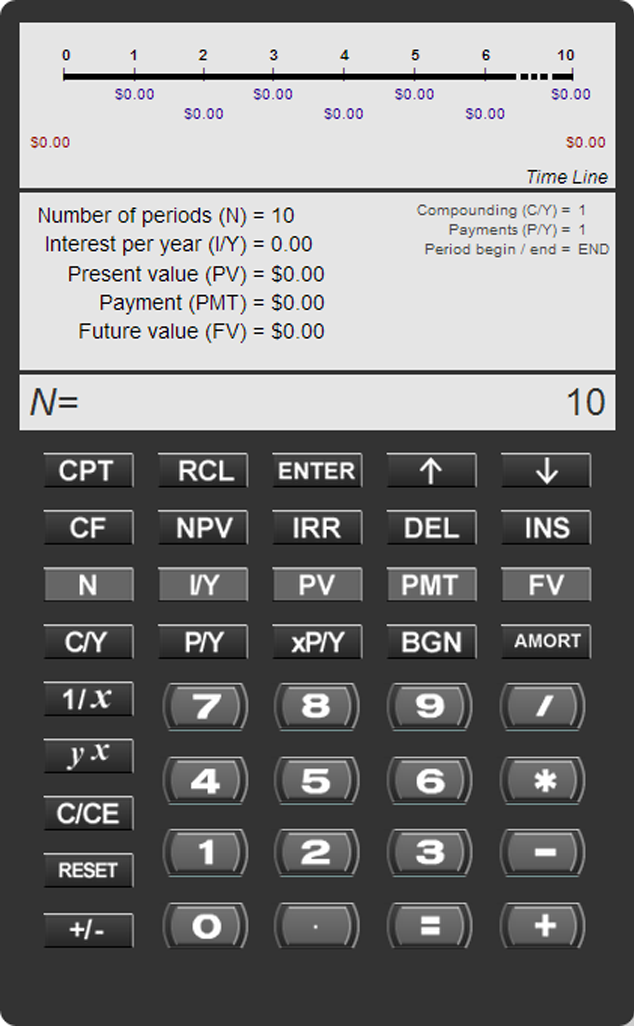 0 1 2 3 4 5 6 10
$0.00 $0.00 $0.00 $0.00
$0.00 $0.00 $0.00
$0.00 $0.00
Time Line
Number of periods (N) = 10
Interest per year (I/Y) = 0.00
Present value (PV) = $0.00
Payment (PMT) = $0.00
Future value (FV) = $0.00
Compounding (C/Y) = 1
Payments (P/Y) = 1
Period begin / end = END
N= 10
CPT RCL ENTER ↑ ↓
CF NPV IRR DEL INS
N I/Y PV PMT FV
C/Y P/Y xP/Y BGN AMORT
1/x 7 8 9 /
y x 4 5 6 *
C/CE 1 2 3 -
RESET
+/- 0 . = +